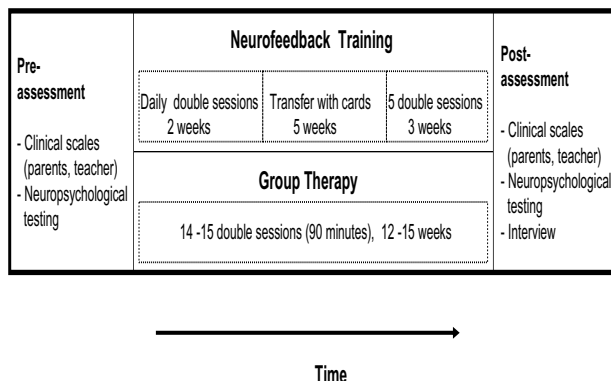 Pre-
assessment
- Clinical scales
(parents, teacher)
- Neuropsychological
testing
Neurofeedback Training
Daily double sessions
2 weeks
Transfer with cards
5 weeks
5 double sessions
3 weeks
Group Therapy
14 -15 double sessions (90 minutes), 12 -15 weeks
Post-
assessment
- Clinical scales
(parents, teacher)
- Neuropsychological
testing
- Interview
Time